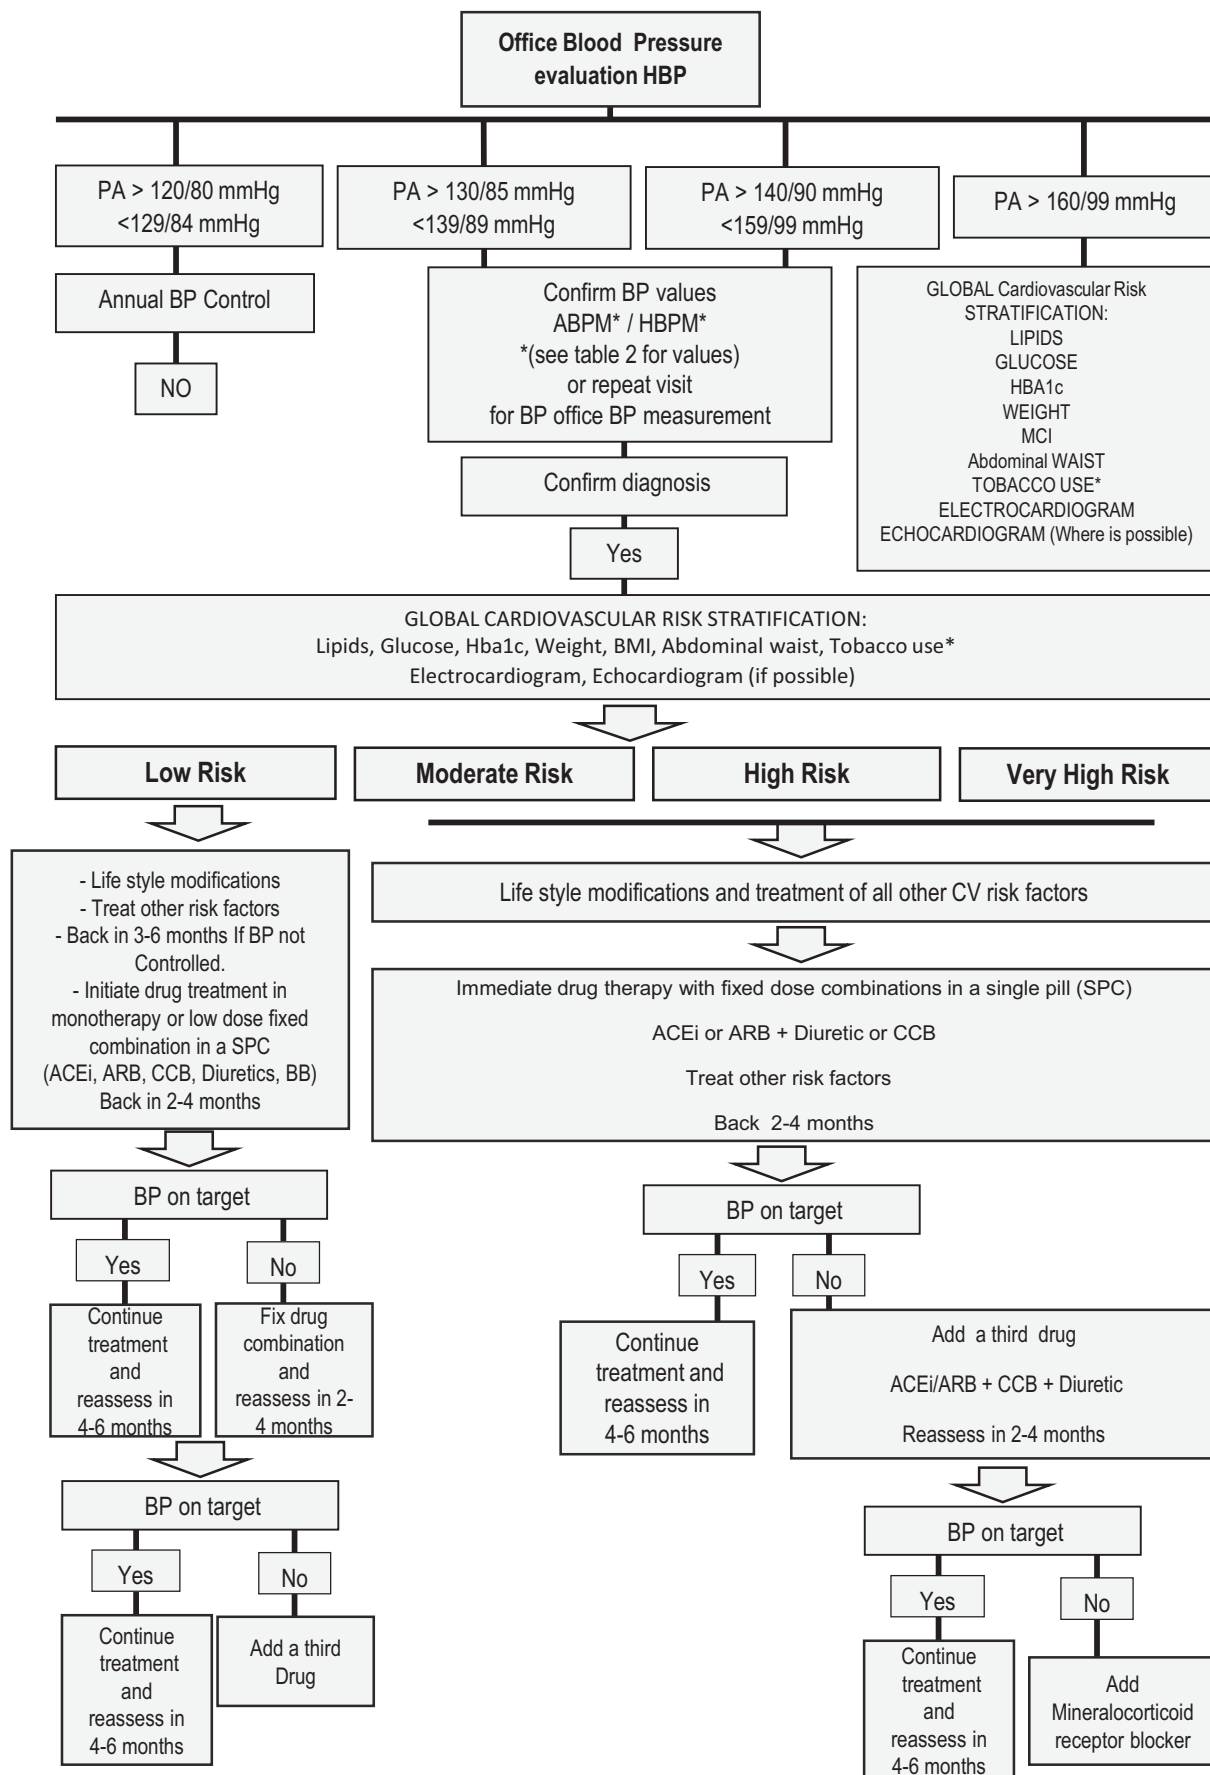 Office Blood Pressure
evaluation HBP
PA > 120/80 mmHg
<129/84 mmHg
PA > 130/85 mmHg
<139/89 mmHg
PA > 140/90 mmHg
<159/99 mmHg
PA > 160/99 mmHg
Annual BP Control
NO
Confirm BP values
ABPM* / HBPM*
*(see table 2 for values)
or repeat visit
for BP office BP measurement
Confirm diagnosis
Yes
GLOBAL Cardiovascular Risk
STRATIFICATION:
LIPIDS
GLUCOSE
HBA1c
WEIGHT
MCI
Abdominal WAIST
TOBACCO USE*
ELECTROCARDIOGRAM
ECHOCARDIOGRAM (Where is possible)
GLOBAL CARDIOVASCULAR RISK STRATIFICATION:
Lipids, Glucose, Hba1c, Weight, BMI, Abdominal waist, Tobacco use*
Electrocardiogram, Echocardiogram (if possible)
Low Risk
Moderate Risk
High Risk
Very High Risk
- Life style modifications
- Treat other risk factors
- Back in 3-6 months If BP not
Controlled.
- Initiate drug treatment in
monotherapy or low dose fixed
combination in a SPC
(ACEi, ARB, CCB, Diuretics, BB)
Back in 2-4 months
Life style modifications and treatment of all other CV risk factors
Immediate drug therapy with fixed dose combinations in a single pill (SPC)
ACEi or ARB + Diuretic or CCB
Treat other risk factors
Back 2-4 months
BP on target
Yes
No
Continue
treatment
and
reassess in
4-6 months
Fix drug
combination
and
reassess in 2-
4 months
BP on target
Yes
No
Continue
treatment
and
reassess in
4-6 months
Add a third
Drug
BP on target
Yes
No
Continue
treatment and
reassess in
4-6 months
Add a third drug
ACEi/ARB + CCB + Diuretic
Reassess in 2-4 months
BP on target
Yes
No
Continue
treatment
and
reassess in
4-6 months
Add
Mineralocorticoid
receptor blocker